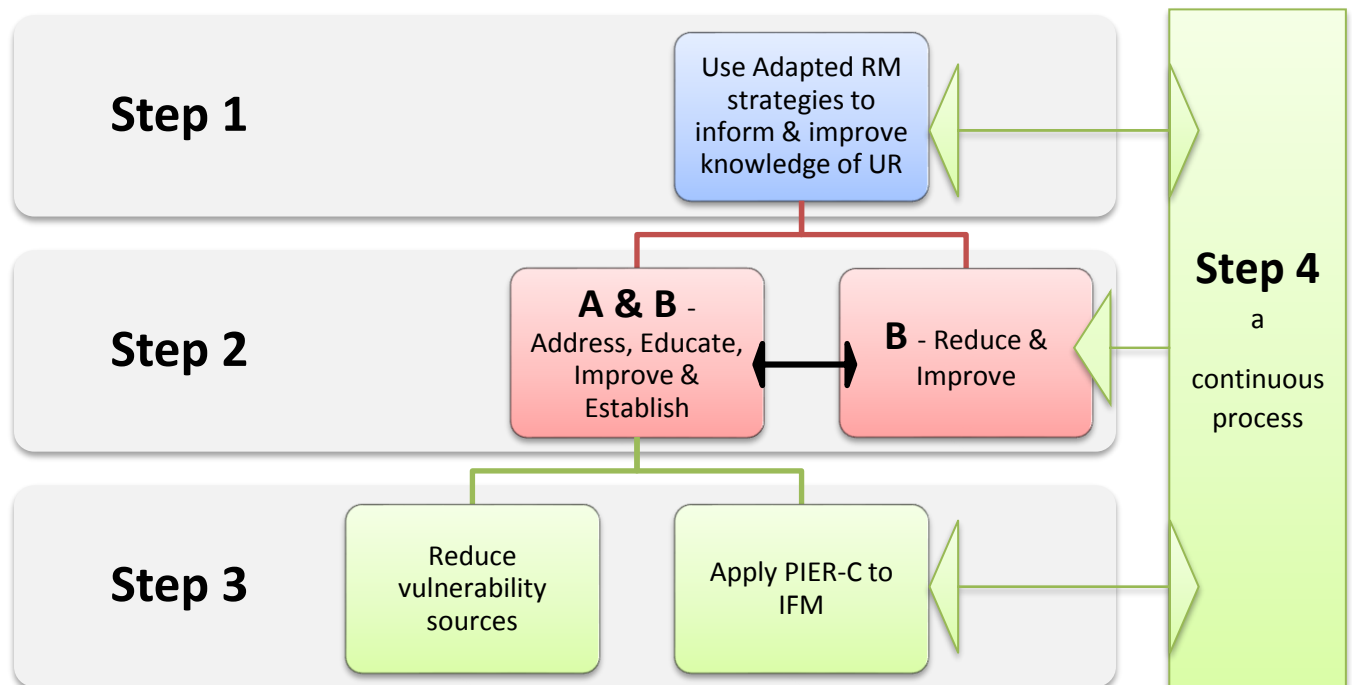 Step 1
Use Adapted RM
strategies to
inform & improve
knowledge of UR
Step 2
A & B -
Address, Educate,
Improve &
Establish
B - Reduce &
Improve
Step 3
Reduce
vulnerability
sources
Apply PIER-C to
IFM
Step 4
a
continuous
process